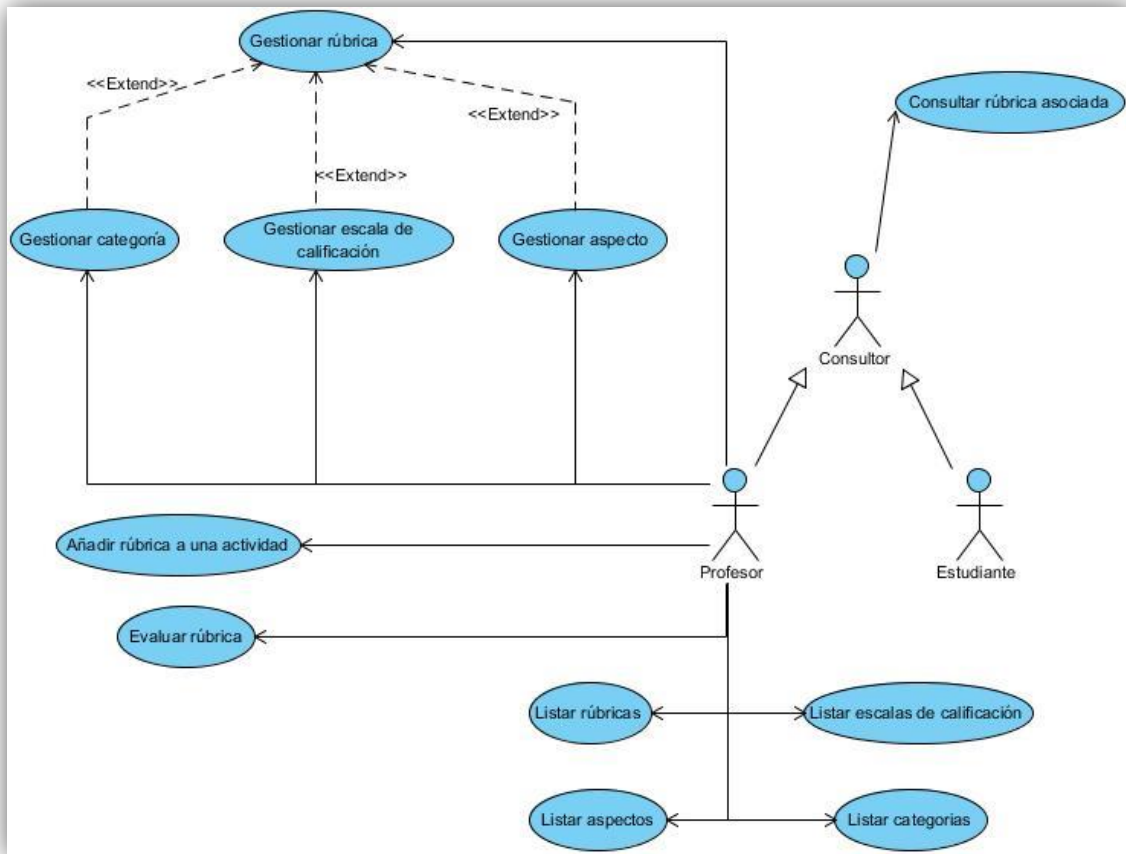 Gestionar rúbrica
<<Extend>>
Consultar rúbrica asociada
<<Extend>>
<<Extend>>
Gestionar categoría
Gestionar escala de
calificación
Gestionar aspecto
Consultor
Añadir rúbrica a una actividad
Profesor
Estudiante
Evaluar rúbrica
Listar rúbricas
Listar escalas de calificación
Listar aspectos
Listar categorias